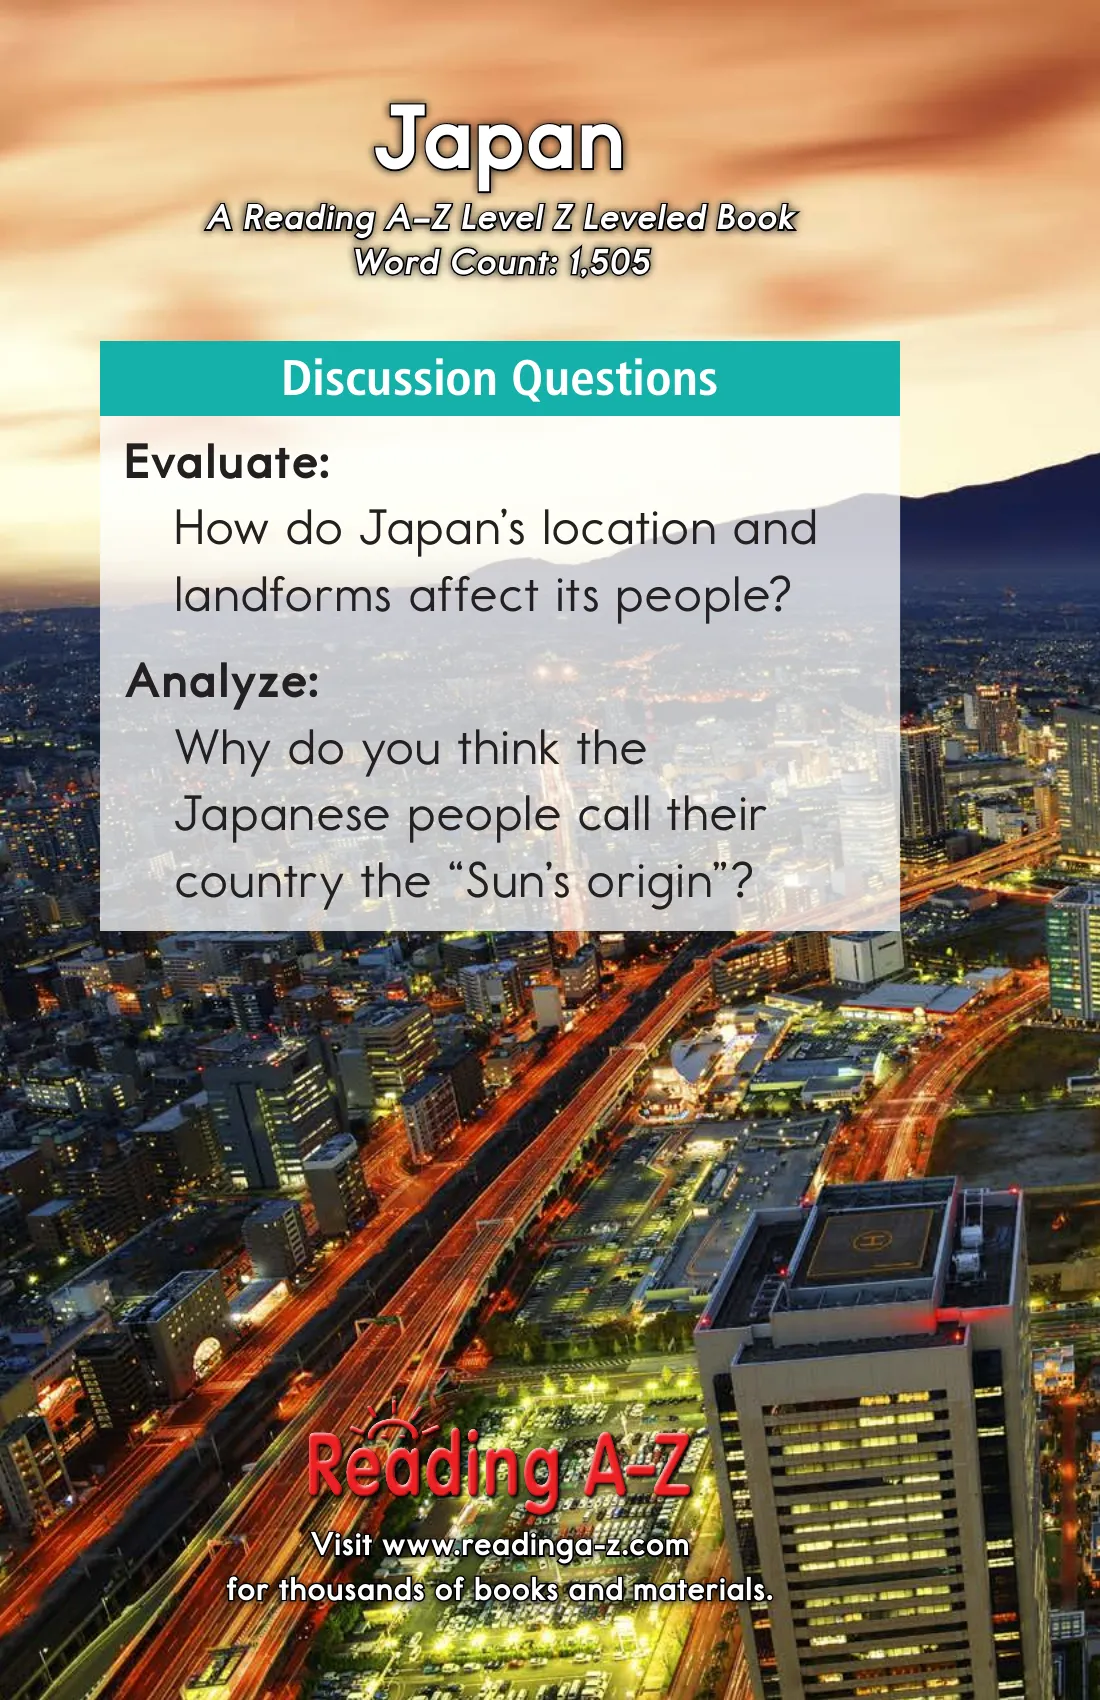 Japan
A Reading A–Z Level Z Leveled Book
Word Count: 1,505
Discussion Questions
Evaluate:
How do Japan’s location and
landforms affect its people?
Analyze:
Why do you think the
Japanese people call their
country the “Sun’s origin”?
H
Reading A–Z
Visit www.readinga-z.com
for thousands of books and materials.